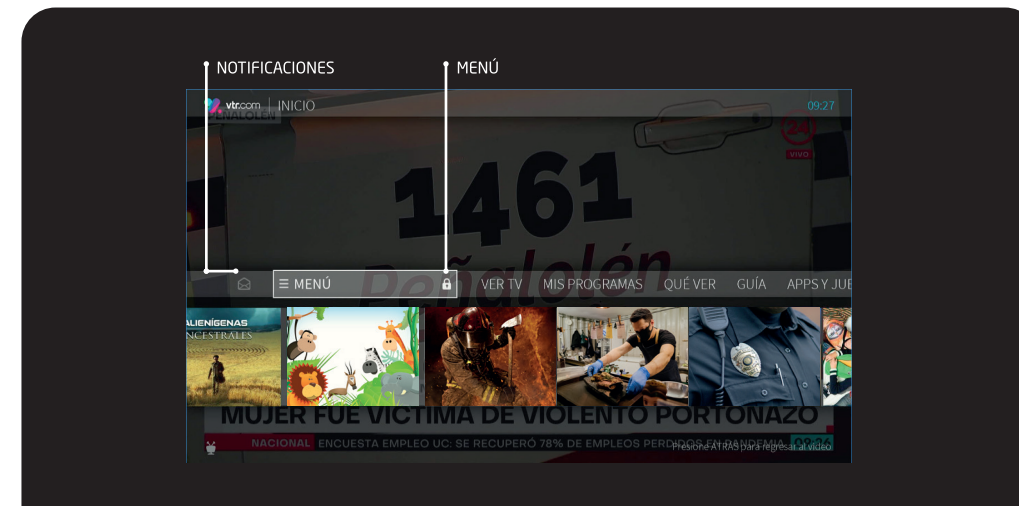 NOTIFICACIONES
MENÚ
vtr.com | INICIO
09:27
PEÑALOLÉN
24
VIVO
1461
Peñalolén
≡ MENÚ
VER TV
MIS PROGRAMAS
QUÉ VER
GUÍA
APPS Y JUE
ALIENÍGENAS
ANCESTRALES
MUJER FUE VÍCTIMA DE VIOLENTO PORTONAZO
NACIONAL ENCUESTA EMPLEO UC: SE RECUPERÓ 78% DE EMPLEOS PERDIDOS EN PANDEMIA 09:26
Presione ATRÁS para regresar al video